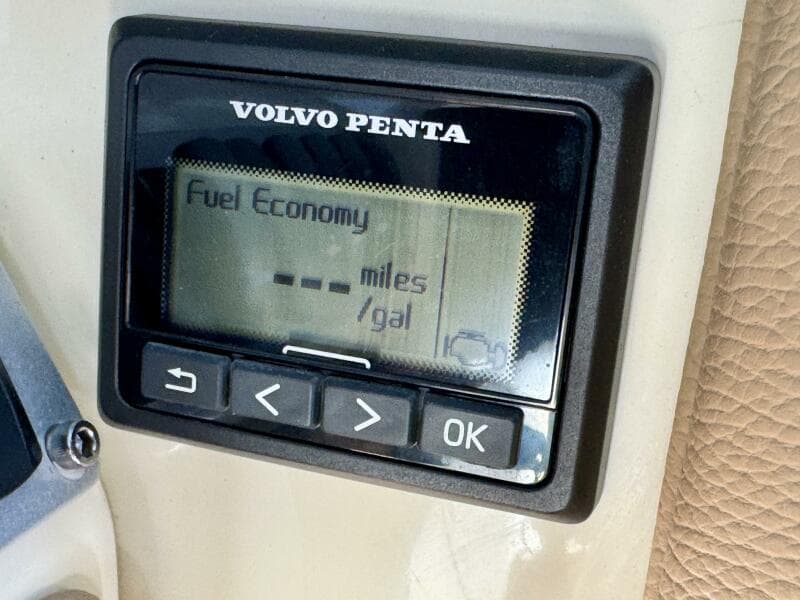 VOLVO PENTA
Fuel Economy
--- miles
/gal
< > OK